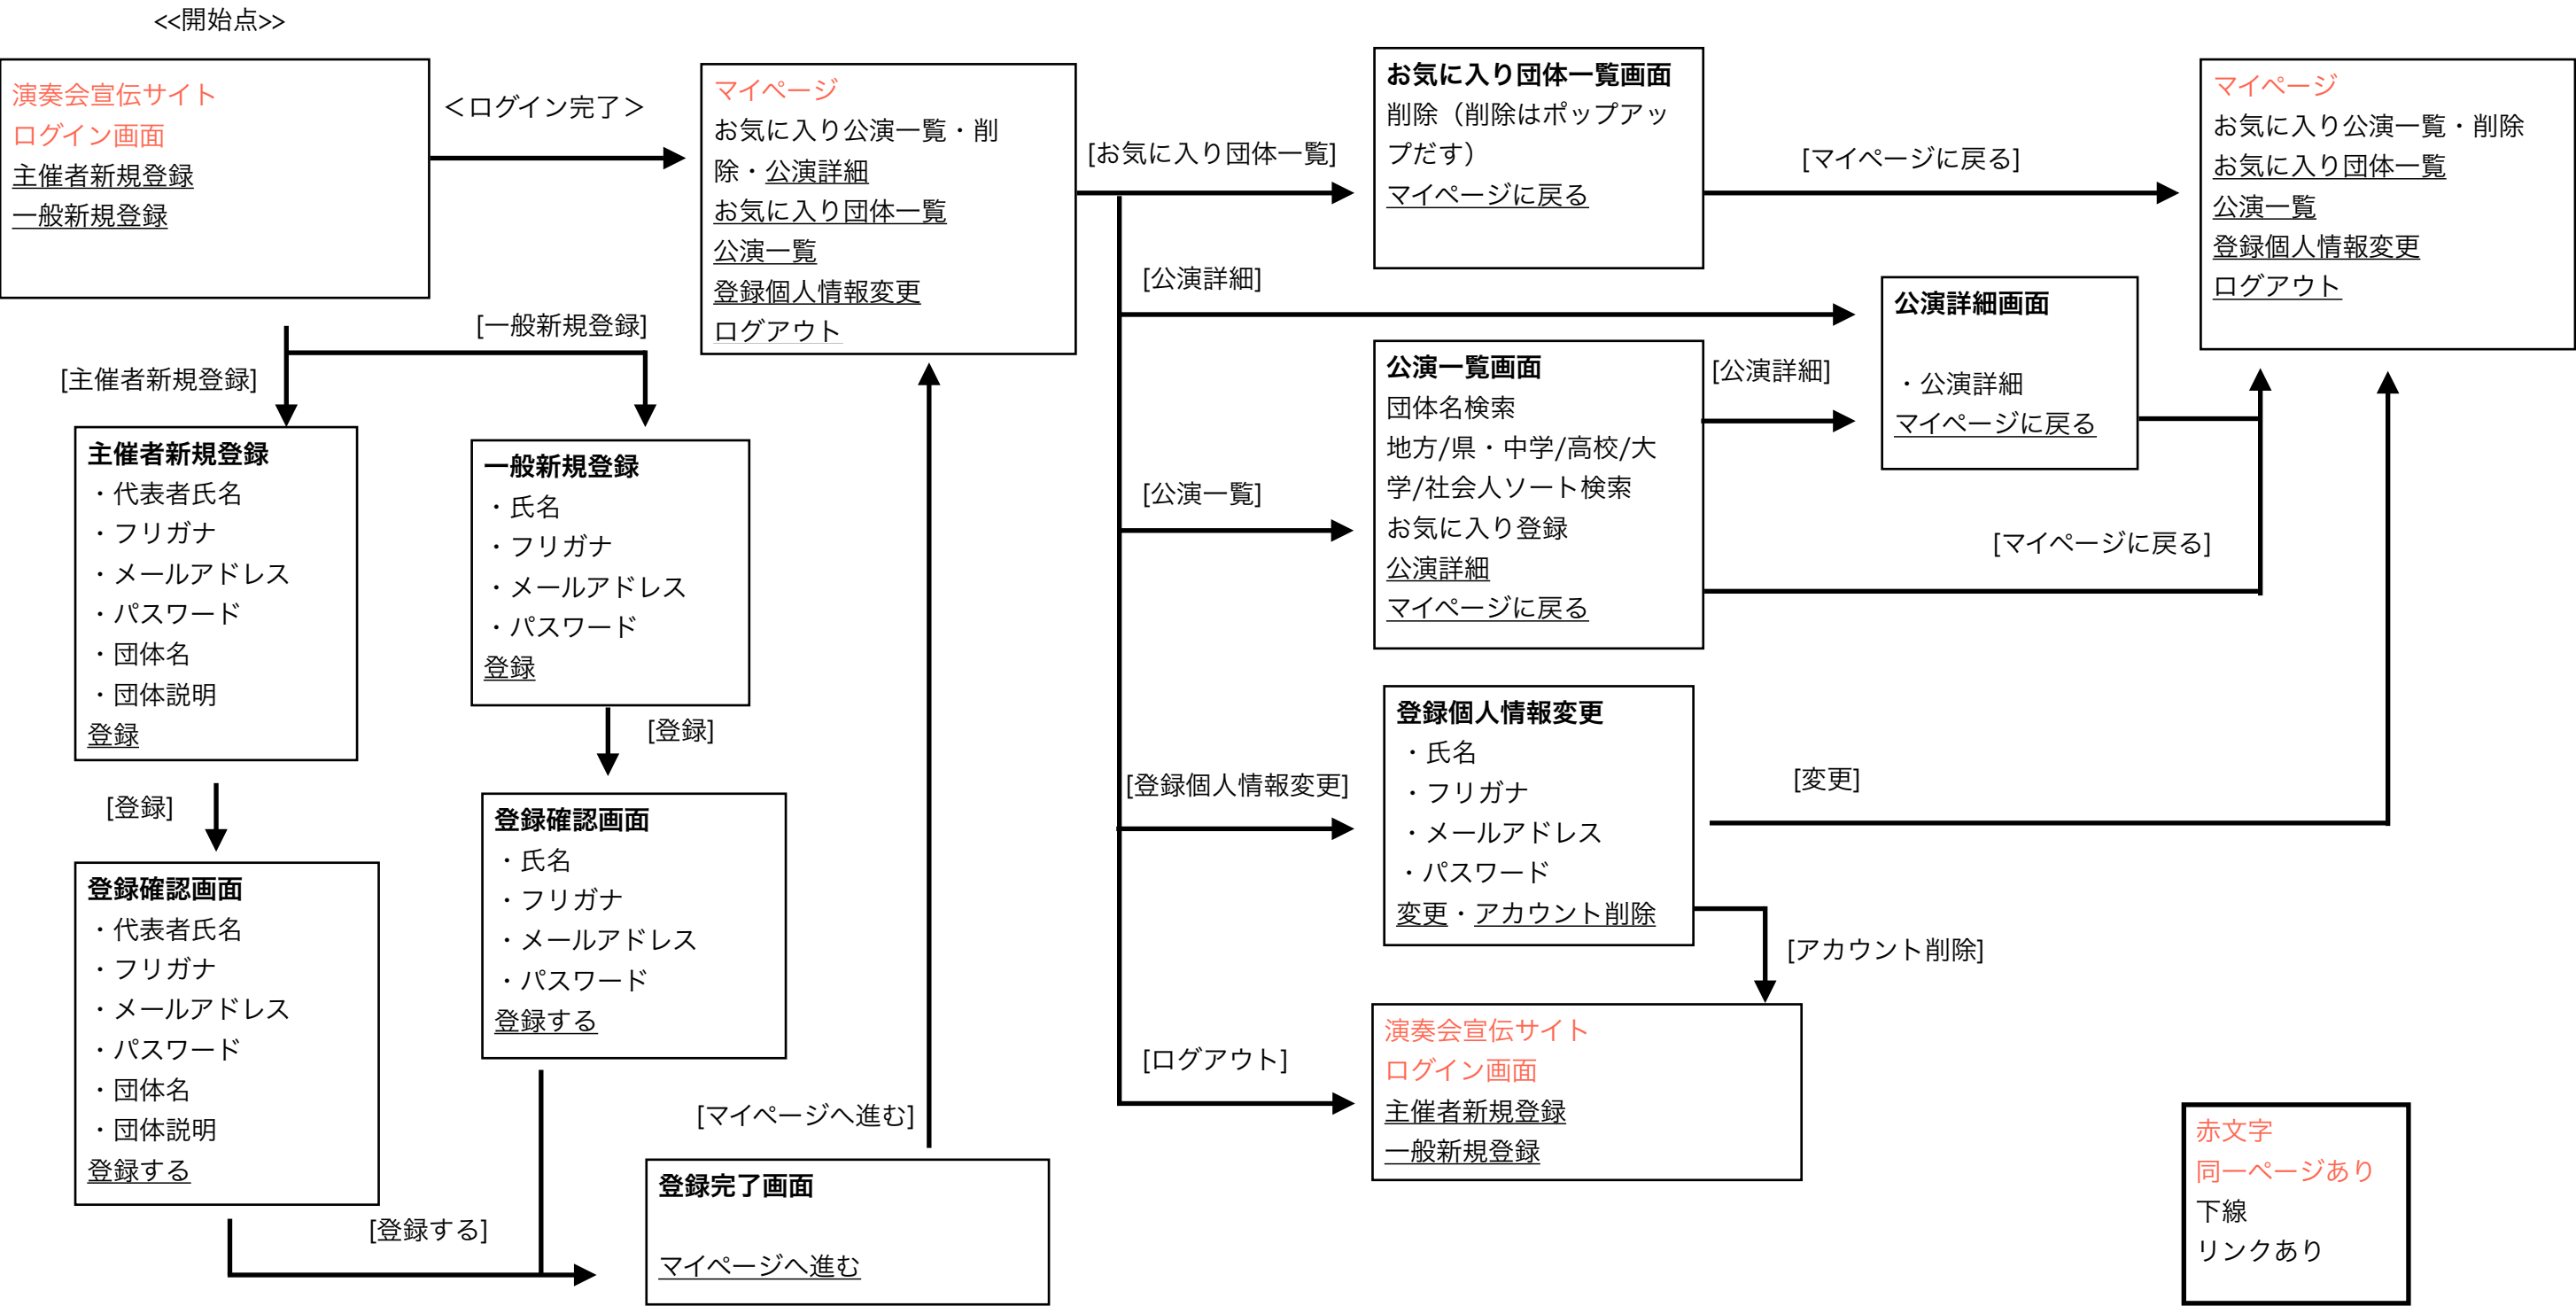 <<開始点>>
演奏会宣伝サイト
ログイン画面
主催者新規登録
一般新規登録
＜ログイン完了＞
マイページ
お気に入り公演一覧・削
除・公演詳細
お気に入り団体一覧
公演一覧
登録個人情報変更
ログアウト
[お気に入り団体一覧]
お気に入り団体一覧画面
削除（削除はポップアッ
プだす）
マイページに戻る
[マイページに戻る]
マイページ
お気に入り公演一覧・削除
お気に入り団体一覧
公演一覧
登録個人情報変更
ログアウト
[公演詳細]
公演詳細画面
・公演詳細
マイページに戻る
[一般新規登録]
[主催者新規登録]
主催者新規登録
・代表者氏名
・フリガナ
・メールアドレス
・パスワード
・団体名
・団体説明
登録
一般新規登録
・氏名
・フリガナ
・メールアドレス
・パスワード
登録
[公演一覧]
公演一覧画面
団体名検索
地方/県・中学/高校/大
学/社会人ソート検索
お気に入り登録
公演詳細
マイページに戻る
[公演詳細]
[マイページに戻る]
[登録]
[登録]
登録確認画面
・代表者氏名
・フリガナ
・メールアドレス
・パスワード
・団体名
・団体説明
登録する
登録確認画面
・氏名
・フリガナ
・メールアドレス
・パスワード
登録する
[登録個人情報変更]
登録個人情報変更
・氏名
・フリガナ
・メールアドレス
・パスワード
変更・アカウント削除
[変更]
[アカウント削除]
[ログアウト]
演奏会宣伝サイト
ログイン画面
主催者新規登録
一般新規登録
[マイページへ進む]
[登録する]
登録完了画面
マイページへ進む
赤文字
同一ページあり
下線
リンクあり